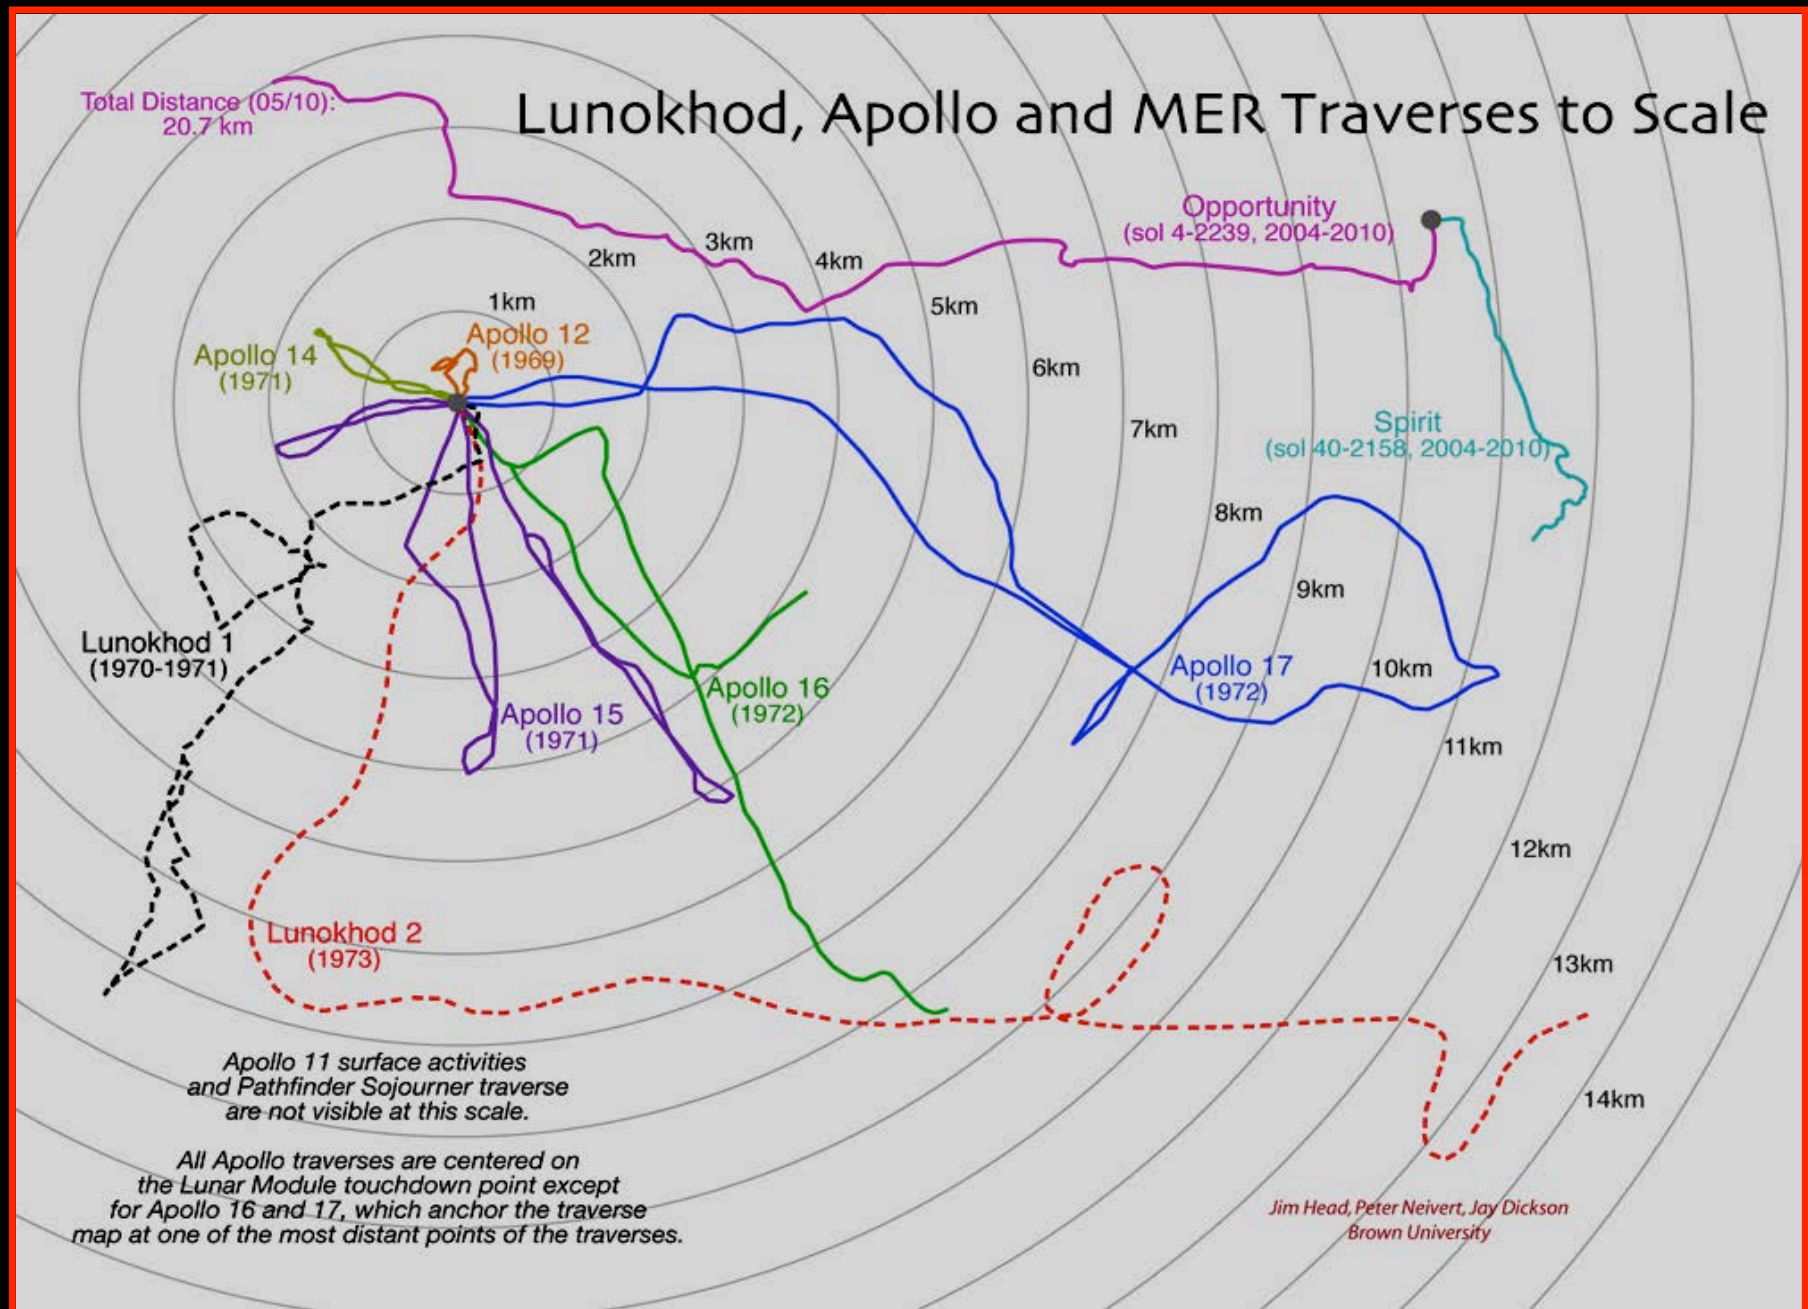 Lunokhod, Apollo and MER Traverses to Scale
Total Distance (05/10):
20.7 km
Opportunity
(sol 4-2239, 2004-2010)
3km
2km
4km
1km
5km
Apollo 12
(1969)
Apollo 14
(1971)
6km
7km
Spirit
(sol 40-2158, 2004-2010)
8km
9km
Lunokhod 1
(1970-1971)
Apollo 17
(1972)
10km
Apollo 16
(1972)
Apollo 15
(1971)
11km
12km
Lunokhod 2
(1973)
13km
14km
Apollo 11 surface activities
and Pathfinder Sojourner traverse
are not visible at this scale.
All Apollo traverses are centered on
the Lunar Module touchdown point except
for Apollo 16 and 17, which anchor the traverse
map at one of the most distant points of the traverses.
Jim Head, Peter Neivert, Jay Dickson
Brown University